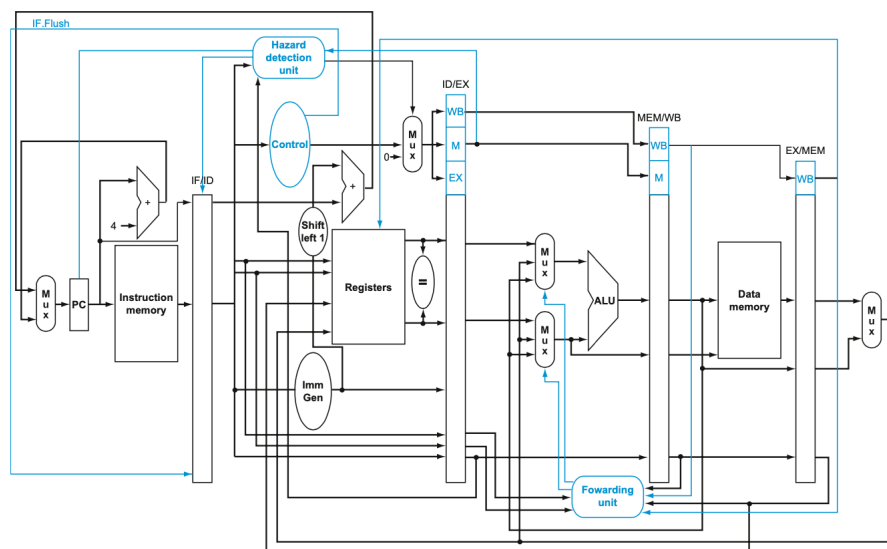 IF.Flush
Hazard
detection
unit
ID/EX
WB
MEM/WB
Control
M
u
x
M
WB
EX/MEM
0
IF/ID
+
EX
M
WB
+
4
Shift
left 1
M
u
x
PC
Instruction
memory
Registers
=
M
u
x
ALU
Data
memory
M
u
x
M
u
x
Imm
Gen
Fowarding
unit